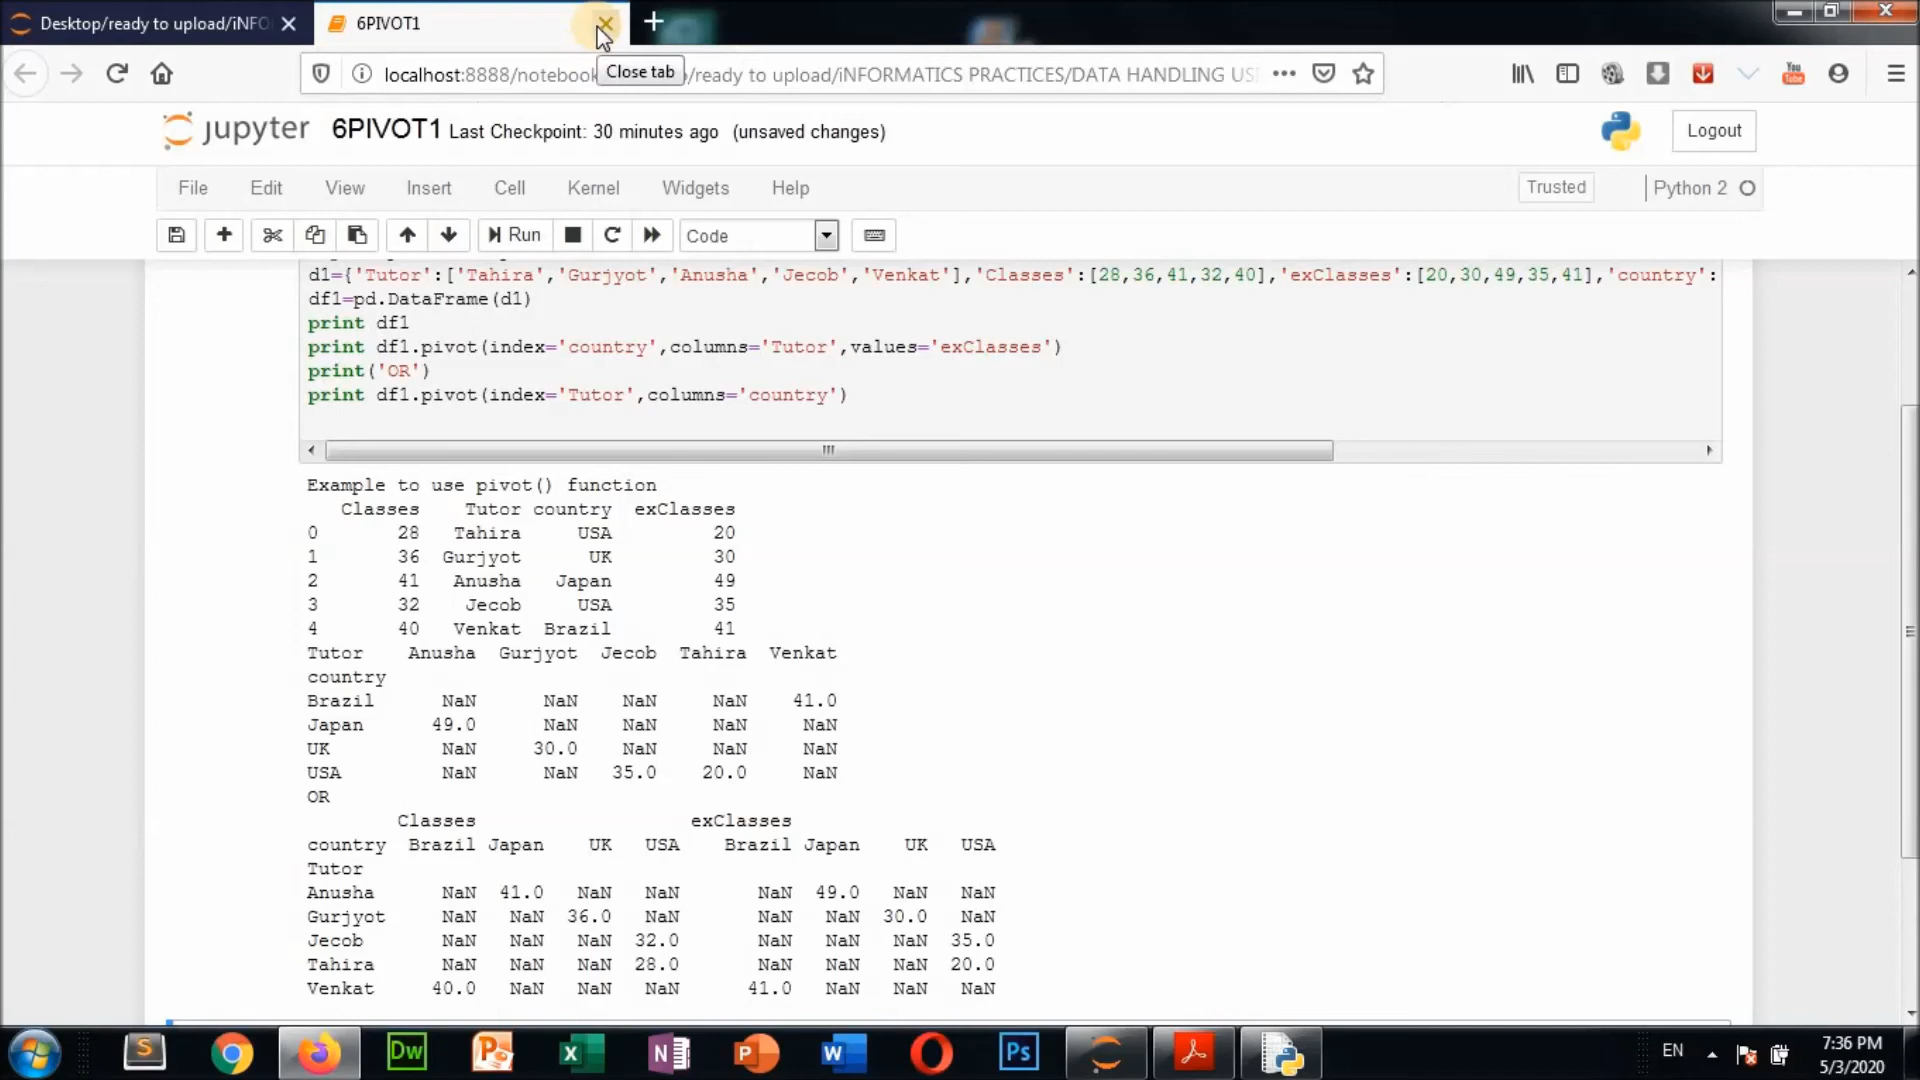 Desktop/ready to upload/iNFO
6PIVOT1
Close tab
localhost:8888/notebook
/ready to upload/iNFORMATICS PRACTICES/DATA HANDLING US
jupyter 6PIVOT1 Last Checkpoint: 30 minutes ago (unsaved changes)
Logout
File Edit View Insert Cell Kernel Widgets Help
Trusted
Python 2
Run
Code
d1={'Tutor':['Tahira','Gurjyot','Anusha','Jecob','Venkat'],'Classes':[28,36,41,32,40],'exClasses':[20,30,49,35,41],'country':
df1=pd.DataFrame(d1)
print df1
print df1.pivot(index='country',columns='Tutor',values='exClasses')
print('OR')
print df1.pivot(index='Tutor',columns='country')
Example to use pivot() function
Classes Tutor country exClasses
0 28 Tahira USA 20
1 36 Gurjyot UK 30
2 41 Anusha Japan 49
3 32 Jecob USA 35
4 40 Venkat Brazil 41
Tutor Anusha Gurjyot Jecob Tahira Venkat
country
Brazil NaN NaN NaN NaN 41.0
Japan 49.0 NaN NaN NaN NaN
UK NaN 30.0 NaN NaN NaN
USA NaN NaN 35.0 20.0 NaN
OR
Classes exClasses
country Brazil Japan UK USA Brazil Japan UK USA
Tutor
Anusha NaN 41.0 NaN NaN NaN 49.0 NaN NaN
Gurjyot NaN NaN 36.0 NaN NaN NaN 30.0 NaN
Jecob NaN NaN NaN 32.0 NaN NaN NaN 35.0
Tahira NaN NaN NaN 28.0 NaN NaN NaN 20.0
Venkat 40.0 NaN NaN NaN 41.0 NaN NaN NaN
EN
7:36 PM
5/3/2020